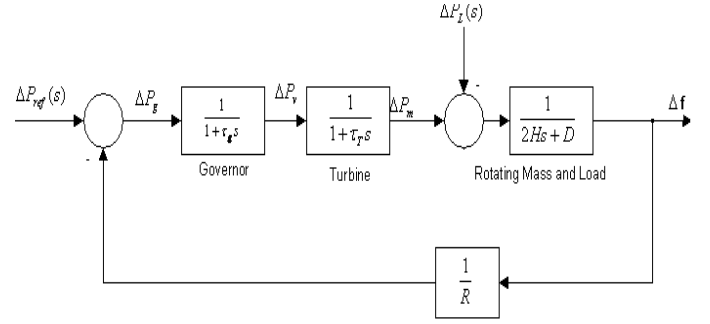 ΔP_L(s)
ΔP_ref(s)
ΔP_g
1/(1+τ_g s)
ΔP_v
1/(1+τ_T s)
ΔP_m
-
1/(2Hs+D)
Δf
-
Governor
Turbine
Rotating Mass and Load
1/R